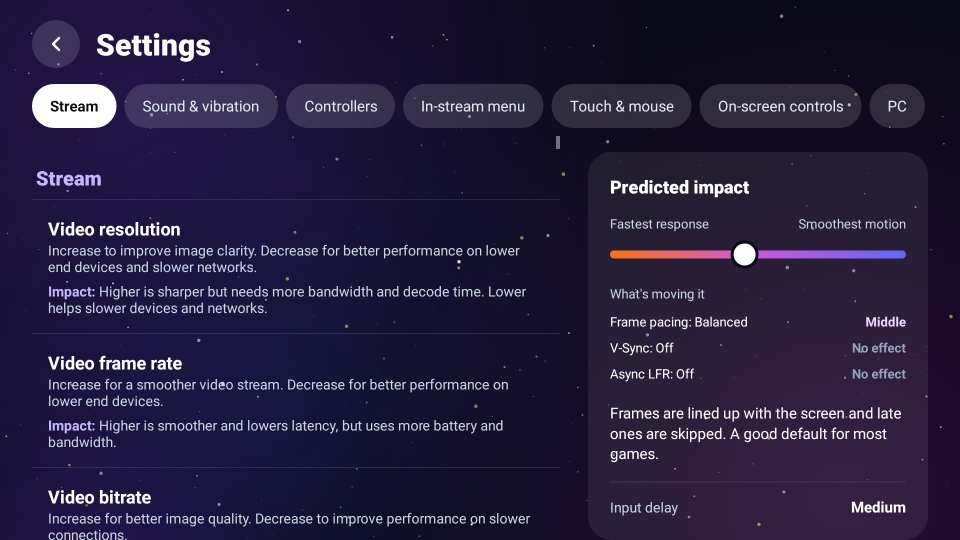 Settings
Stream
Sound & vibration
Controllers
In-stream menu
Touch & mouse
On-screen controls
PC
Stream
Video resolution
Increase to improve image clarity. Decrease for better performance on lower
end devices and slower networks.
Impact: Higher is sharper but needs more bandwidth and decode time. Lower
helps slower devices and networks.
Video frame rate
Increase for a smoother video stream. Decrease for better performance on
lower end devices.
Impact: Higher is smoother and lowers latency, but uses more battery and
bandwidth.
Video bitrate
Increase for better image quality. Decrease to improve performance on slower
connections.
Predicted impact
Fastest response
Smoothest motion
What's moving it
Frame pacing: Balanced
Middle
V-Sync: Off
No effect
Async LFR: Off
No effect
Frames are lined up with the screen and late
ones are skipped. A good default for most
games.
Input delay
Medium